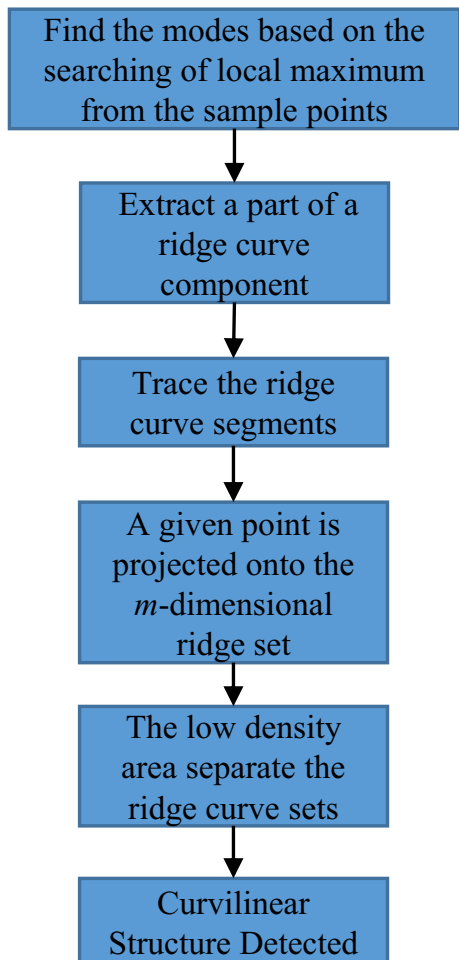 Find the modes based on the
searching of local maximum
from the sample points
Extract a part of a
ridge curve
component
Trace the ridge
curve segments
A given point is
projected onto the
m-dimensional
ridge set
The low density
area separate the
ridge curve sets
Curvilinear
Structure Detected